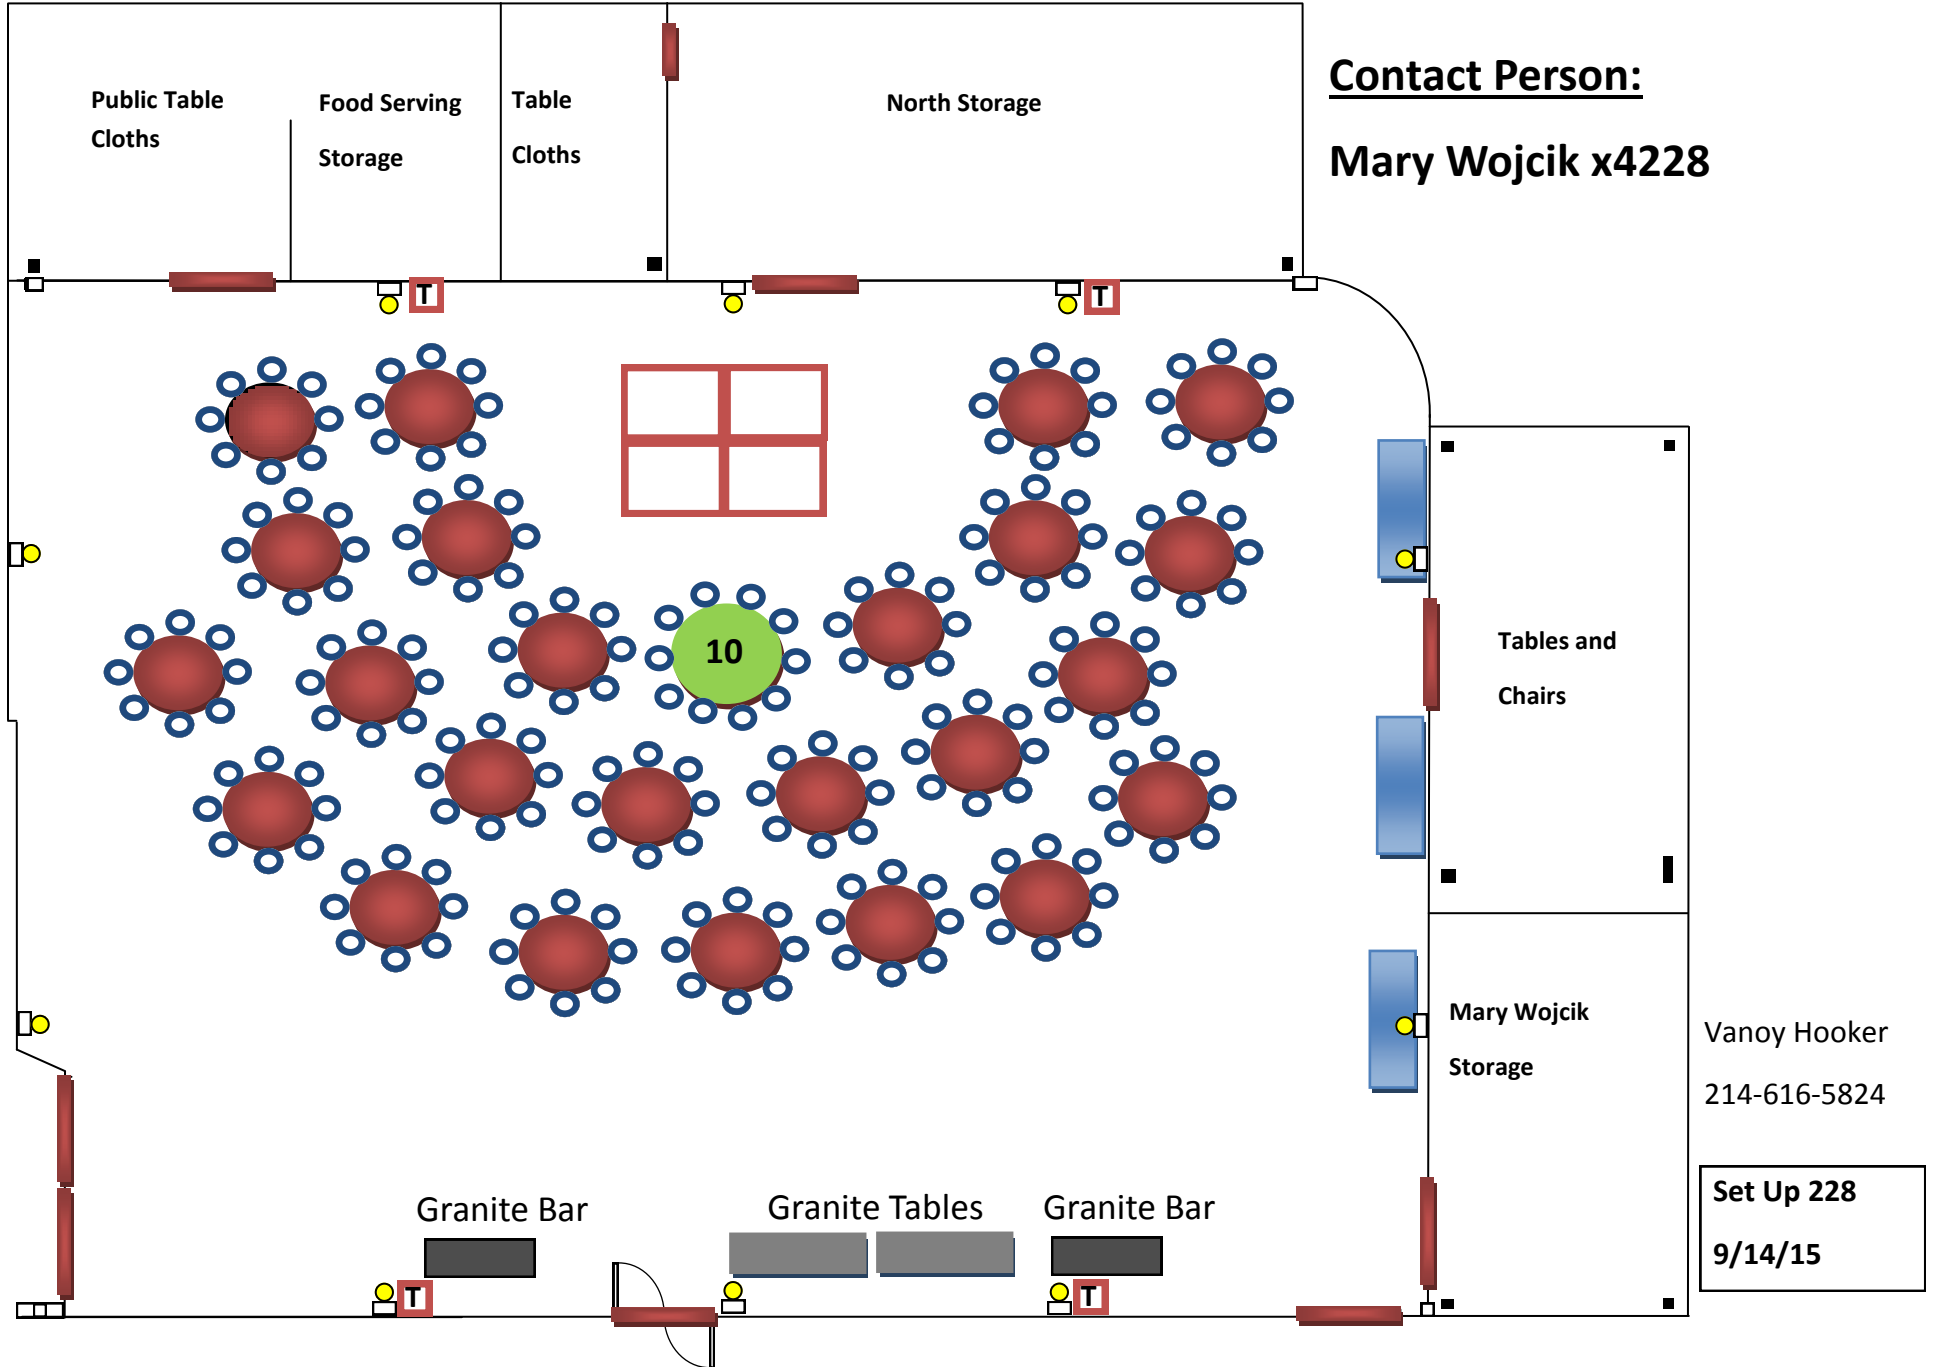 Public Table
Cloths
Food Serving
Storage
Table
Cloths
North Storage
Contact Person:
Mary Wojcik x4228
T
T
10
Tables and
Chairs
Mary Wojcik
Storage
Vanoy Hooker
214-616-5824
Granite Bar
Granite Tables
Granite Bar
T
T
Set Up 228
9/14/15